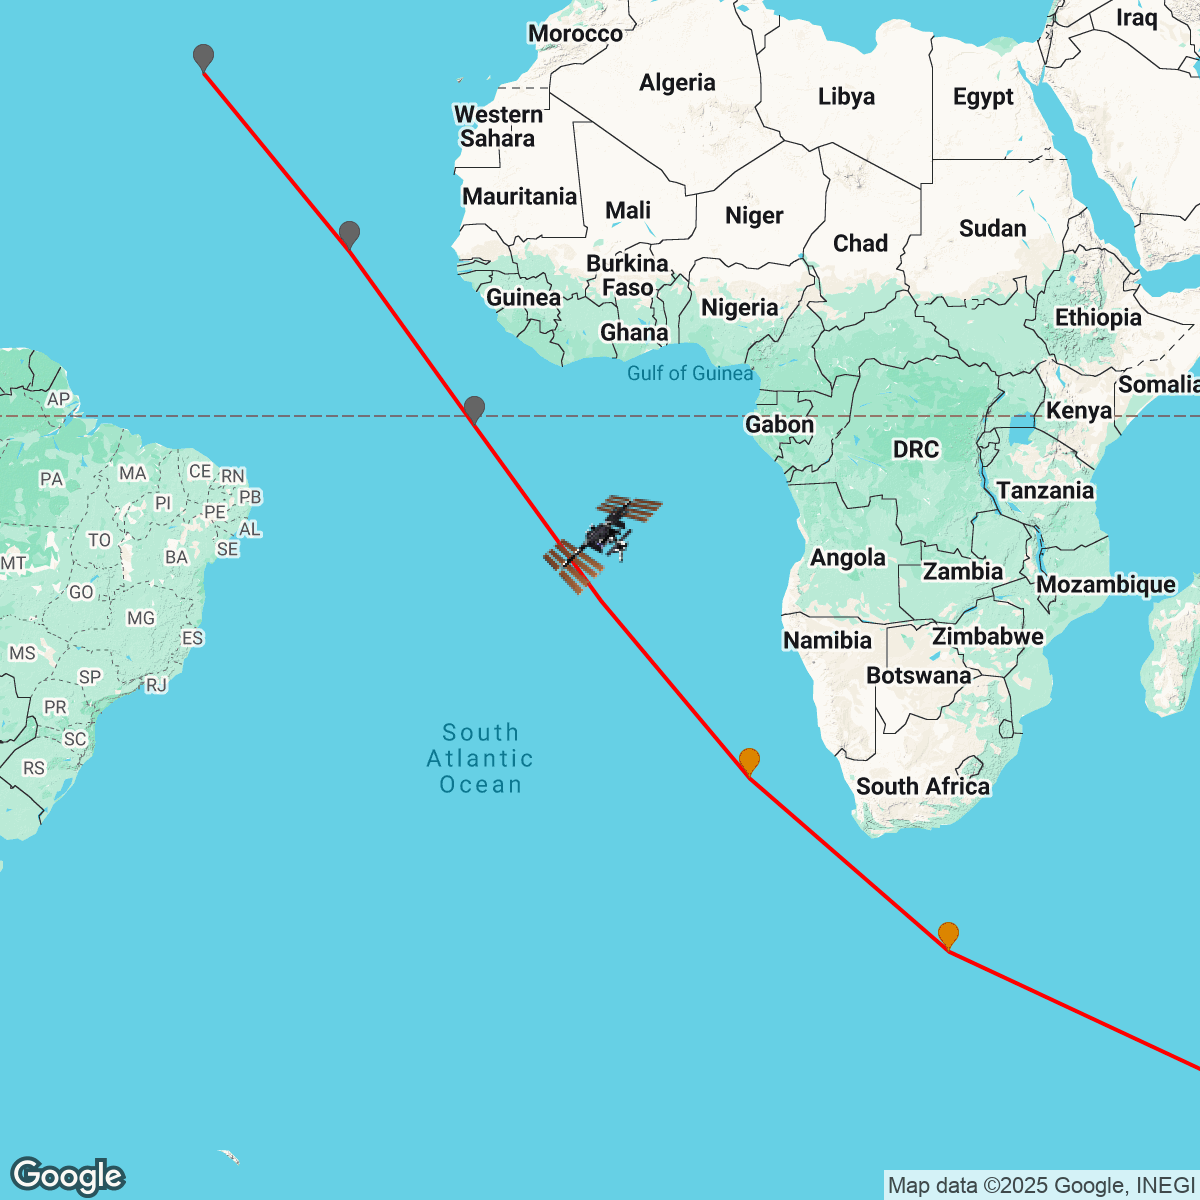 Morocco
Iraq
Algeria
Libya
Egypt
Western
Sahara
Mauritania
Mali
Niger
Chad
Sudan
Burkina
Faso
Guinea
Nigeria
Ethiopia
Ghana
Gulf of Guinea
Somalia
AP
Kenya
Gabon
DRC
PA
MA
CE
RN
PI
PE
PB
Tanzania
AL
TO
SE
BA
Angola
MT
Zambia
Mozambique
GO
MG
ES
Namibia
Zimbabwe
MS
SP
RJ
Botswana
PR
SC
South
Atlantic
Ocean
RS
South Africa
Google
Map data ©2025 Google, INEGI